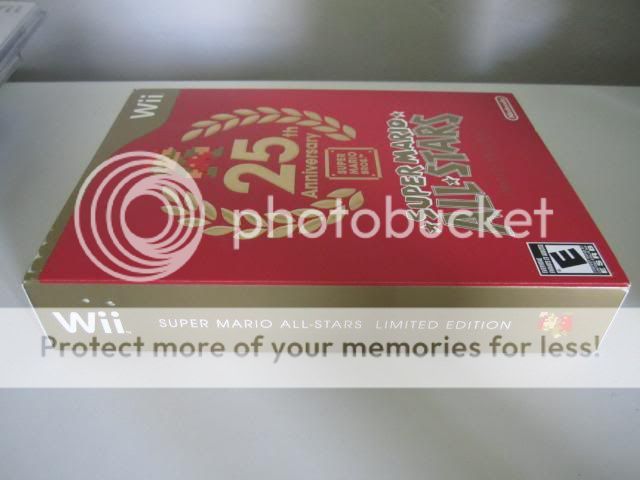 Wii
25th
Anniversary
SUPER
MARIO
BROS.
SUPER MARIO
ALL★STARS
Nintendo
E
ESRB
photobucket
Wii
SUPER MARIO ALL-STARS LIMITED EDITION
Protect more of your memories for less!